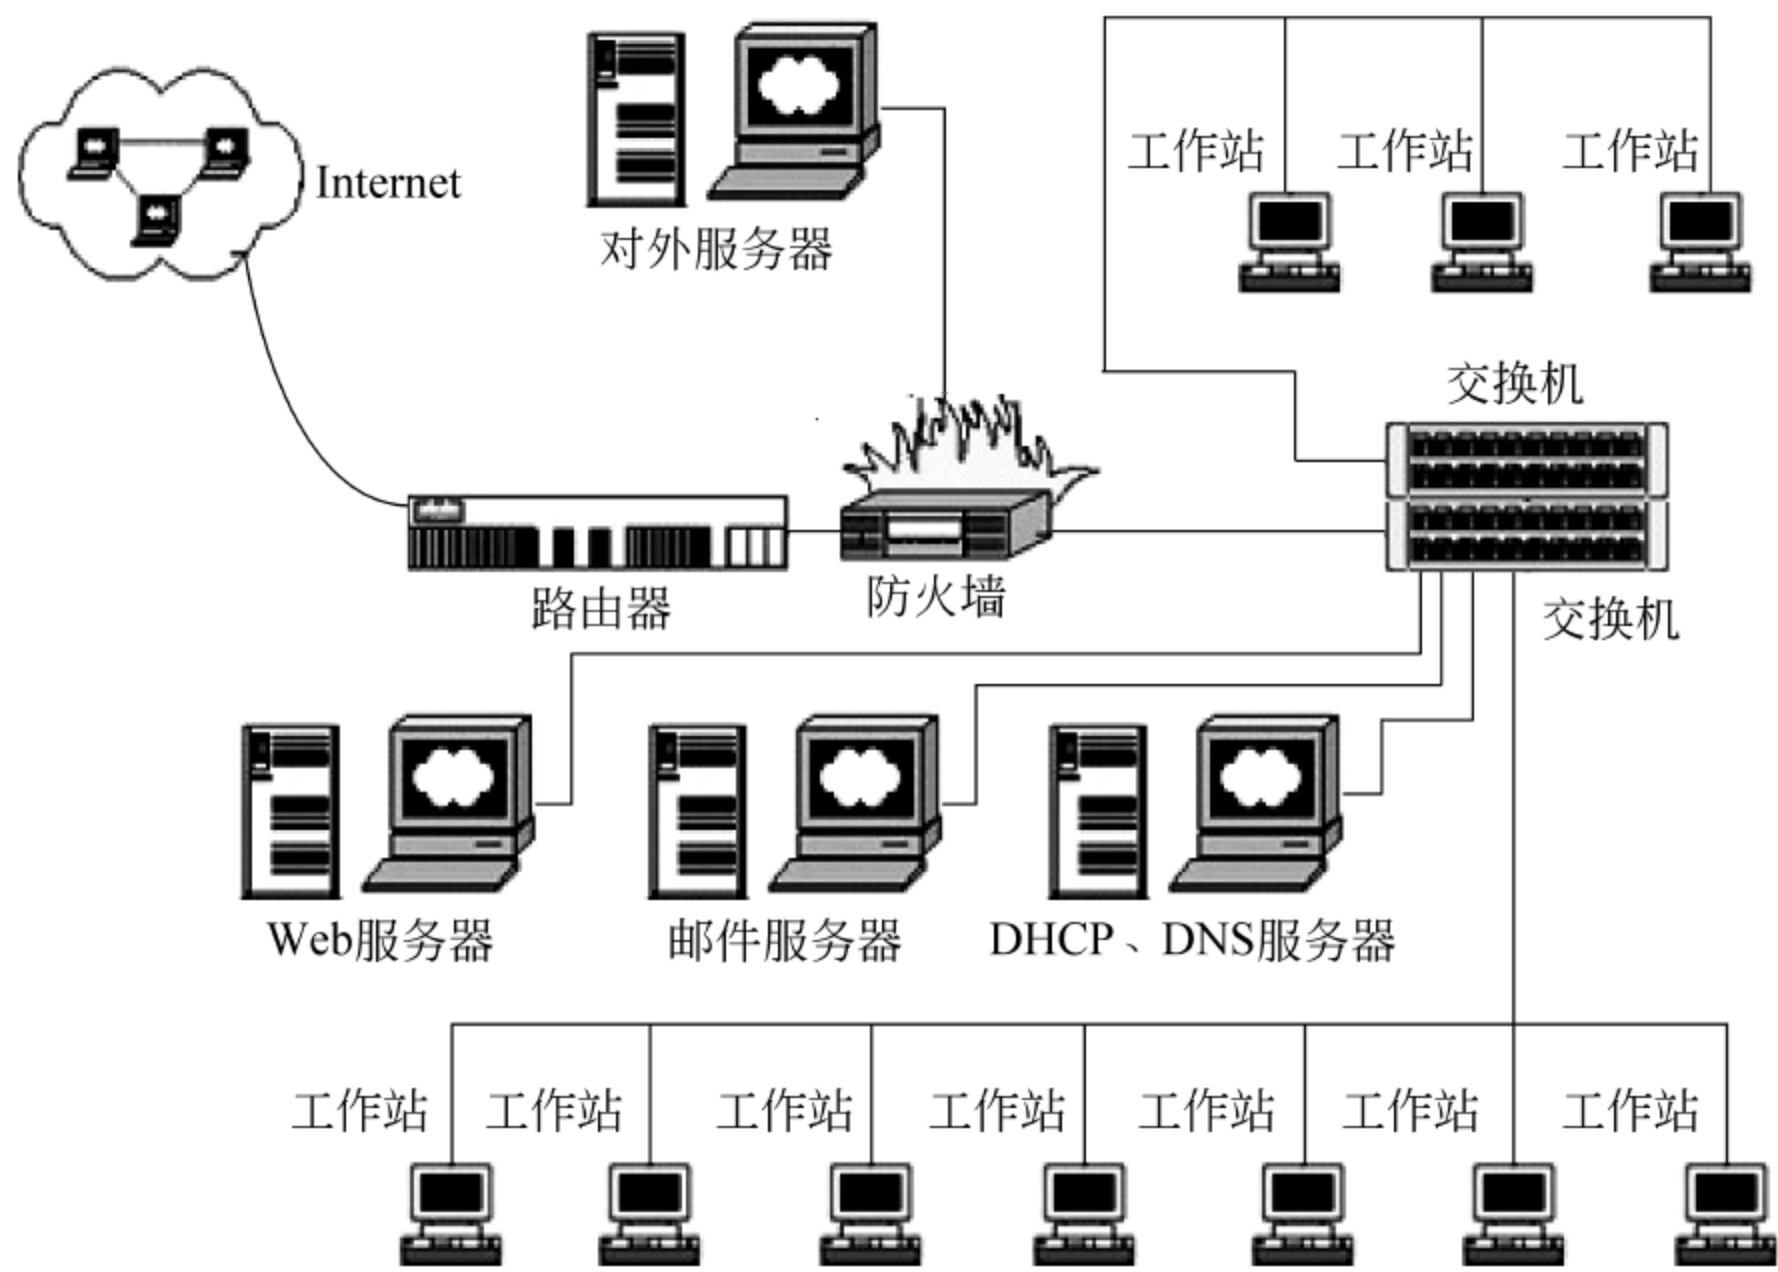 工作站 工作站 工作站
Internet
对外服务器
交换机
路由器
防火墙
交换机
Web服务器
邮件服务器
DHCP、DNS服务器
工作站 工作站 工作站 工作站 工作站 工作站 工作站